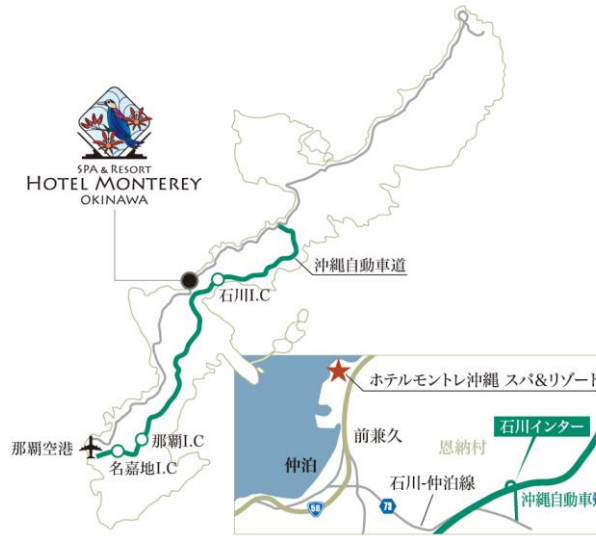 SPA & RESORT
HOTEL MONTEREY
OKINAWA
沖縄自動車道
石川I.C
那覇空港
那覇I.C
名嘉地I.C
ホテルモントレ沖縄 スパ&リゾート
石川インター
前兼久
恩納村
仲泊
石川-仲泊線
58
73
沖縄自動車